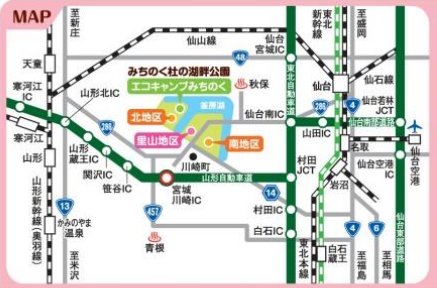 MAP
至新庄
仙山線
仙台
宮城IC
東北
新幹線
至盛岡
48
天童
みちのく杜の湖畔公園
エコキャンプみちのく
秋保
仙台
仙石線
寒河江
IC
山形北IC
北地区
釜房湖
仙台南IC
東北自動車道
286
4
仙台若林
JCT
286
里山地区
南地区
山田IC
仙台南部道路
寒河江
山形
山形
蔵王IC
関沢IC
笹谷IC
川崎町
村田
JCT
名取
仙台空港
IC
仙台空港
宮城
川崎IC
山形自動車道
岩沼
14
13
かみのやま
温泉
457
村田IC
白石IC
4
6
山形新幹線(奥羽線)
至米沢
青根
東北本線
白石
蔵王
至福島
至相馬
仙台東部道路